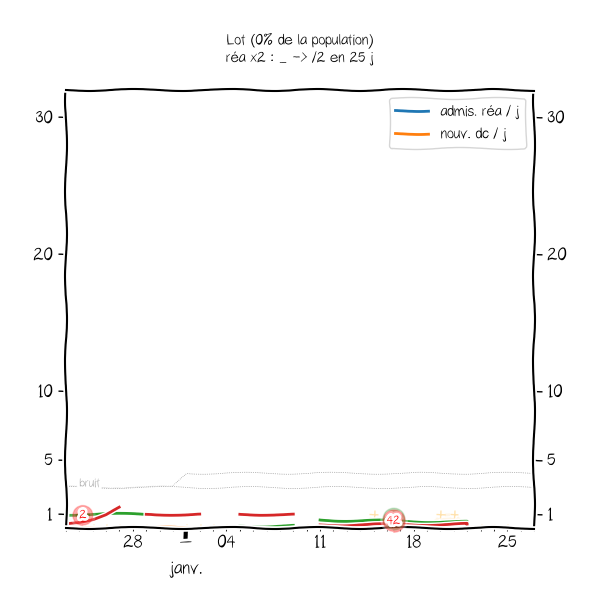 Lot (0% de la population)
réa x2 : _ -> /2 en 25 j
admis. réa / j
nouv. dc / j
30 30
20 20
10 10
5 5
bruit
1 1
2
42
28 1 04 11 18 25
janv.